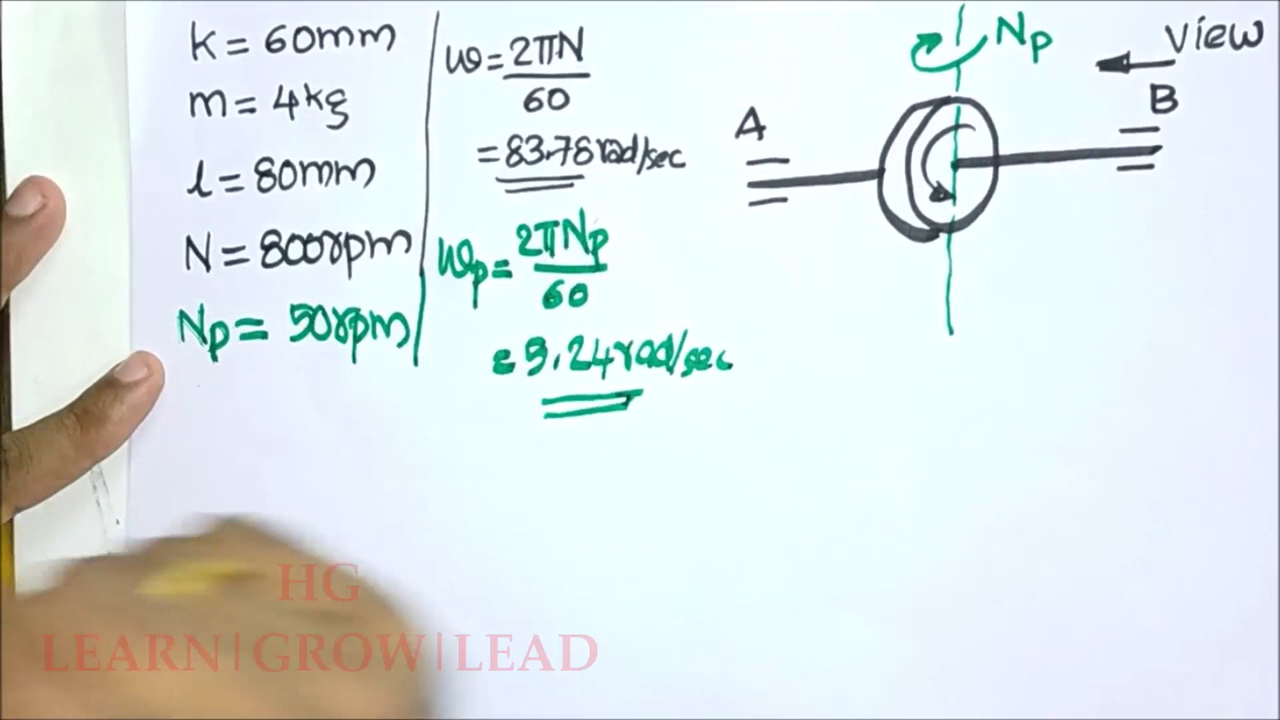 k = 60mm
m = 4kg
l = 80mm
N = 800rpm
Np = 50rpm
ω = 2πN
60
= 83.78 rad/sec
ωp = 2πNp
60
= 5.24 rad/sec
Np
View
A
B
HG
LEARN|GROW|LEAD